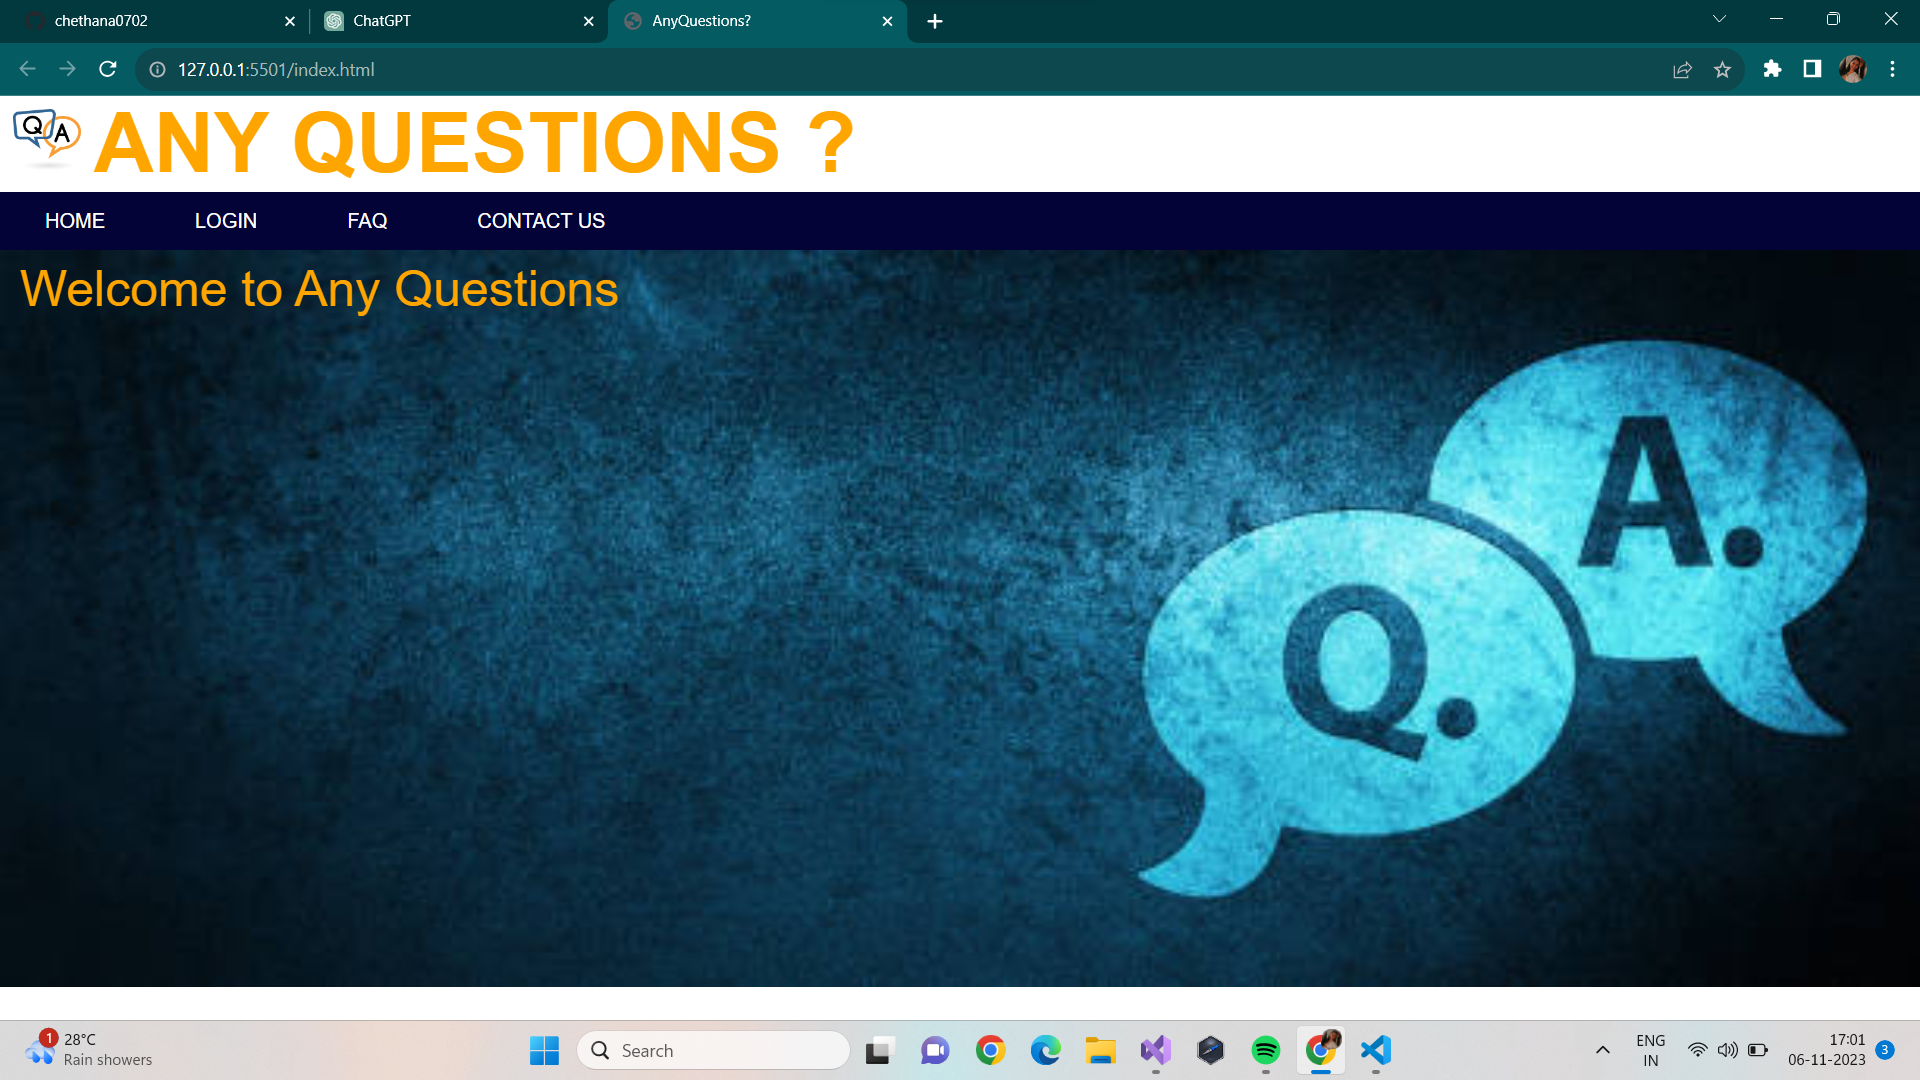 chethana0702
ChatGPT
AnyQuestions?
127.0.0.1:5501/index.html
Q A
ANY QUESTIONS ?
HOME LOGIN FAQ CONTACT US
Welcome to Any Questions
A.
Q.
1
28°C
Rain showers
Search
ENG
IN
17:01
06-11-2023
3